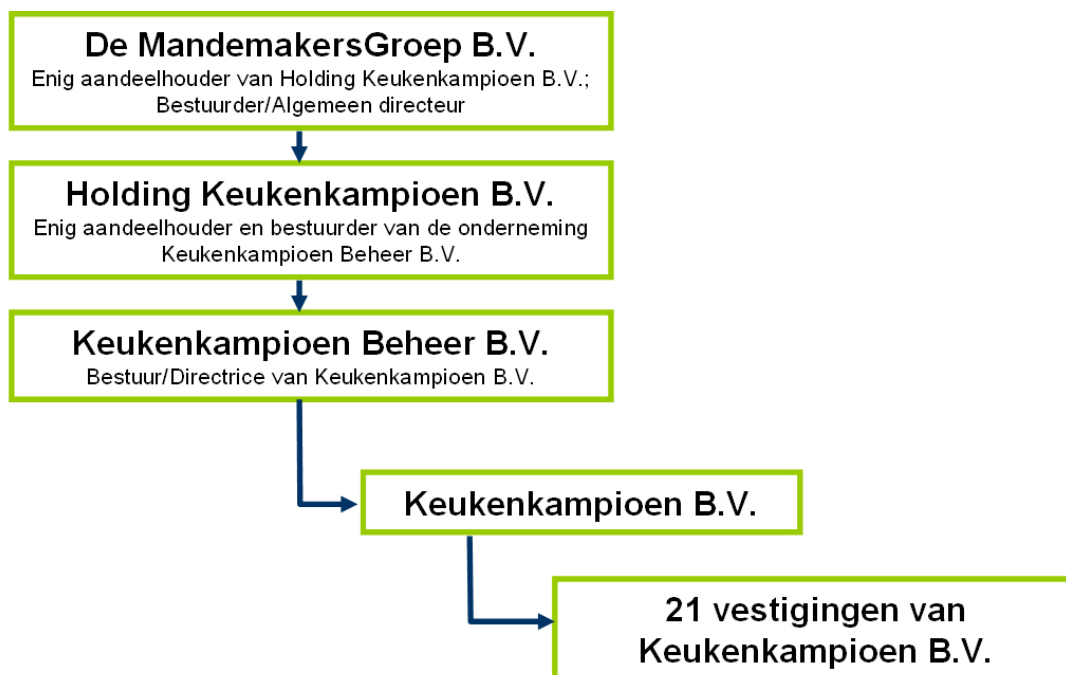 De MandemakersGroep B.V.
Enig aandeelhouder van Holding Keukenkampioen B.V.;
Bestuurder/Algemeen directeur
Holding Keukenkampioen B.V.
Enig aandeelhouder en bestuurder van de onderneming
Keukenkampioen Beheer B.V.
Keukenkampioen Beheer B.V.
Bestuur/Directrice van Keukenkampioen B.V.
Keukenkampioen B.V.
21 vestigingen van
Keukenkampioen B.V.